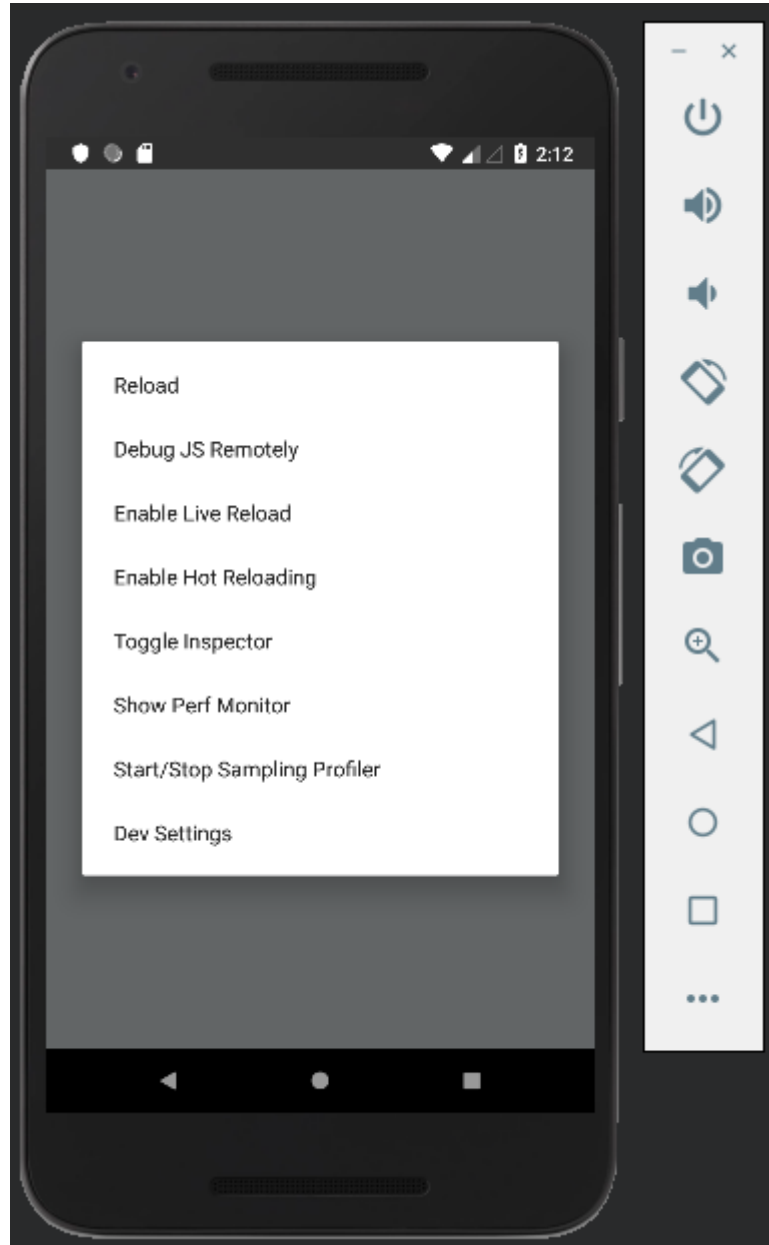 2:12
Reload
Debug JS Remotely
Enable Live Reload
Enable Hot Reloading
Toggle Inspector
Show Perf Monitor
Start/Stop Sampling Profiler
Dev Settings